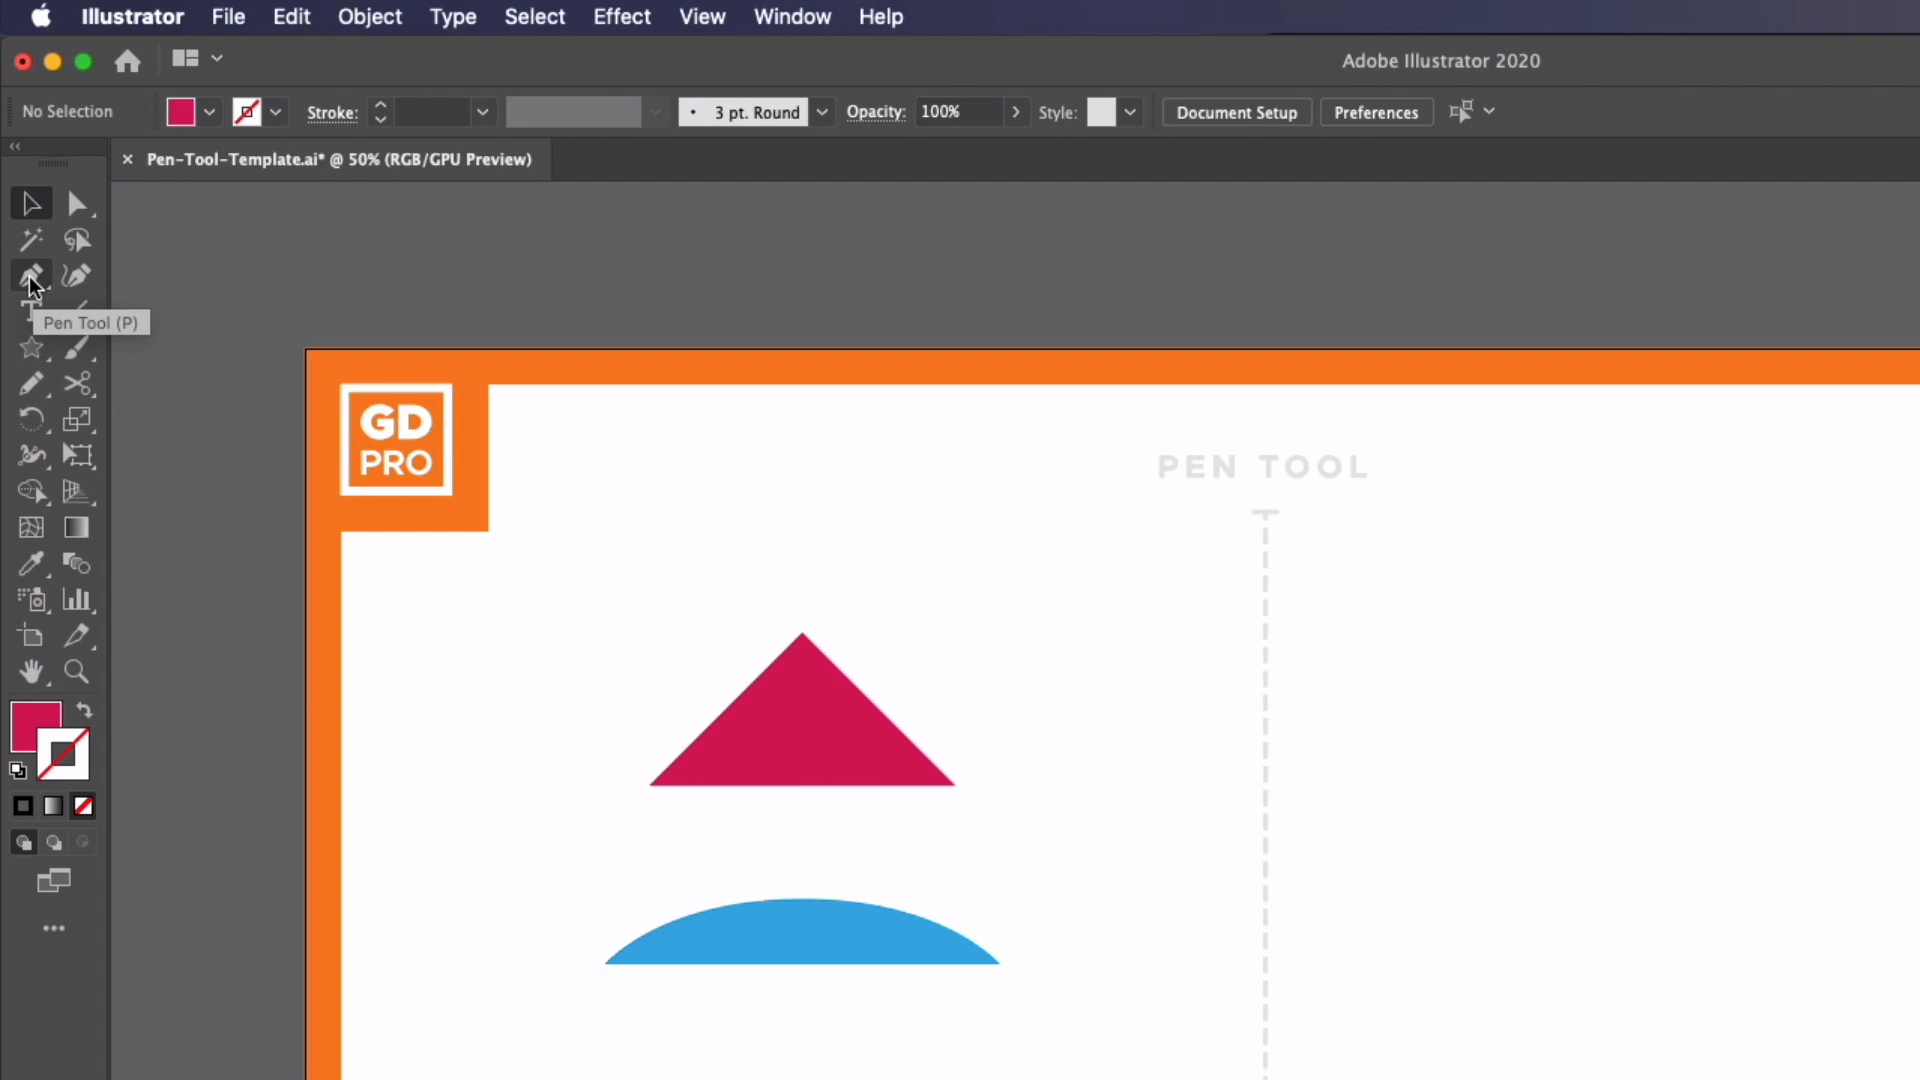 Illustrator File Edit Object Type Select Effect View Window Help
Adobe Illustrator 2020
No Selection Stroke: 3 pt. Round Opacity: 100% Style: Document Setup Preferences
Pen-Tool-Template.ai* @ 50% (RGB/GPU Preview)
Pen Tool (P)
GD
PRO
PEN TOOL